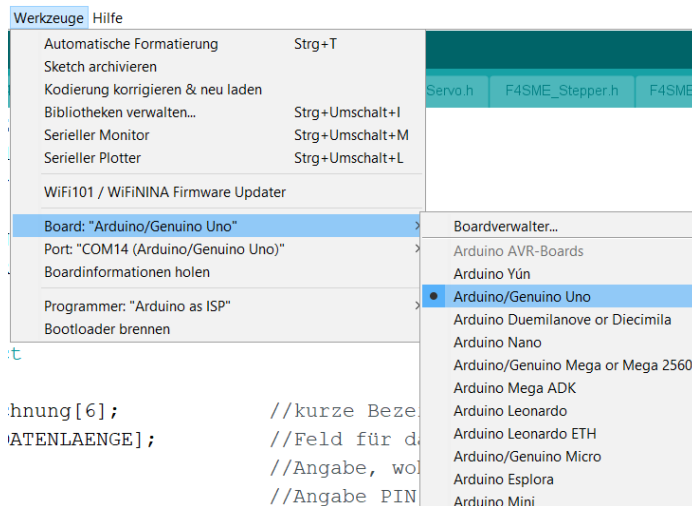 Werkzeuge Hilfe
Automatische Formatierung Strg+T
Sketch archivieren
Kodierung korrigieren & neu laden
Bibliotheken verwalten... Strg+Umschalt+I
Serieller Monitor Strg+Umschalt+M
Serieller Plotter Strg+Umschalt+L
WiFi101 / WiFiNINA Firmware Updater
Board: "Arduino/Genuino Uno"
Port: "COM14 (Arduino/Genuino Uno)"
Boardinformationen holen
Programmer: "Arduino as ISP"
Bootloader brennen
Servo.h F4SME_Stepper.h F4SME
Boardverwalter...
Arduino AVR-Boards
Arduino Yún
Arduino/Genuino Uno
Arduino Duemilanove or Diecimila
Arduino Nano
Arduino/Genuino Mega or Mega 2560
Arduino Mega ADK
Arduino Leonardo
Arduino Leonardo ETH
Arduino/Genuino Micro
Arduino Esplora
Arduino Mini
:t
hnung[6]; //kurze Beze
ATENLAENGE]; //Feld für d
//Angabe, wo
//Angabe PIN